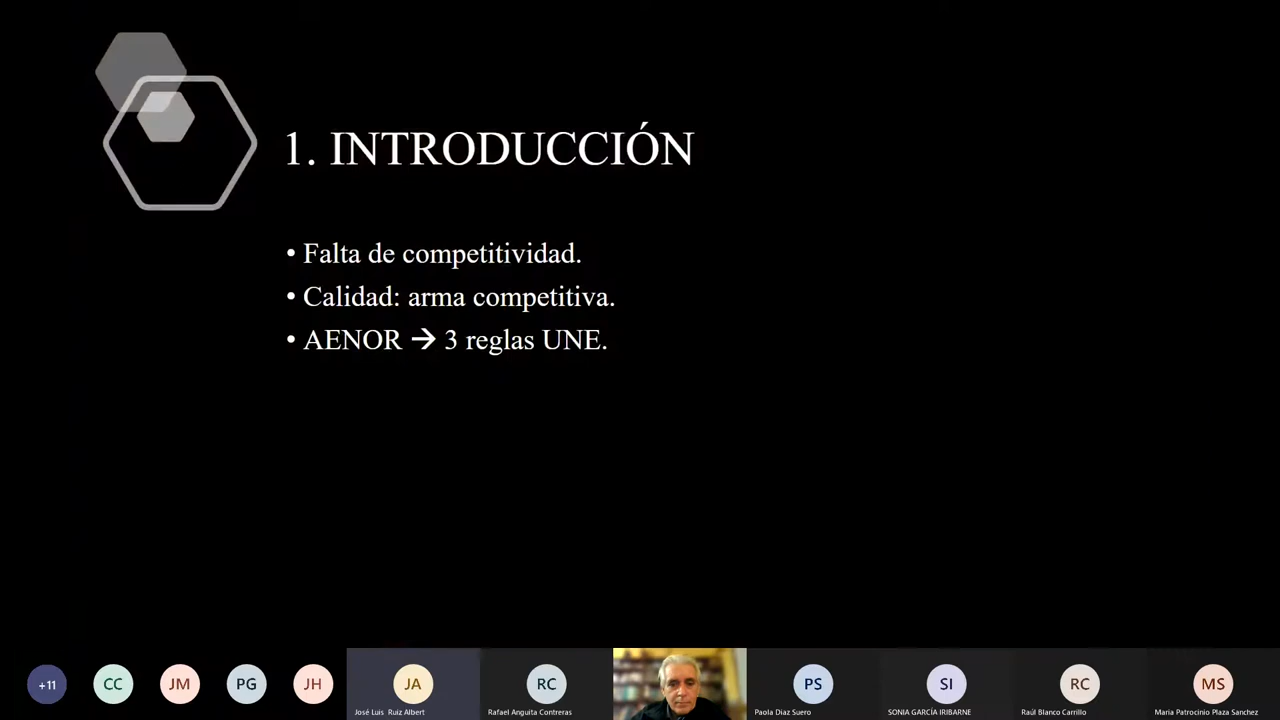 1. INTRODUCCIÓN
• Falta de competitividad.
• Calidad: arma competitiva.
• AENOR → 3 reglas UNE.
+11
CC
JM
PG
JH
JA
José Luis Ruiz Albert
RC
Rafael Anguita Contreras
PS
Paola Diaz Suero
SI
SONIA GARCÍA IRIBARNE
RC
Raúl Blanco Carrillo
MS
María Patrocinio Plaza Sanchez